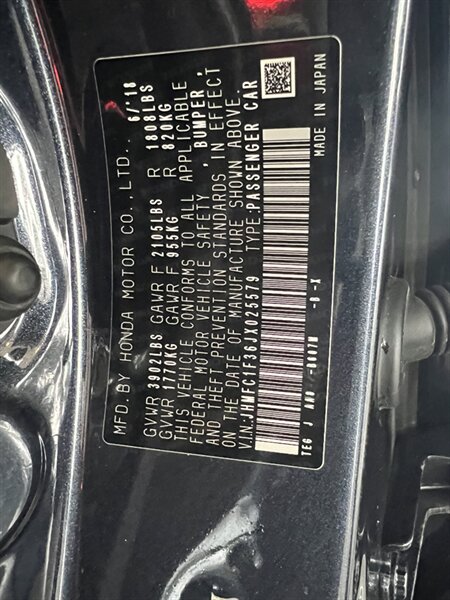 MFD.BY HONDA MOTOR CO.,LTD. 6/'18
GVWR 3902LBS GAWR F 2105LBS R 1808LBS
GVWR 1770KG GAWR F 955KG R 820KG
THIS VEHICLE CONFORMS TO ALL APPLICABLE
FEDERAL MOTOR VEHICLE SAFETY , BUMPER,
AND THEFT PREVENTION STANDARDS IN EFFECT
ON THE DATE OF MANUFACTURE SHOWN ABOVE.
V.I.N.:JHMFC1F36JX025579 TYPE:PASSENGER CAR
TEG J -B -X MADE IN JAPAN